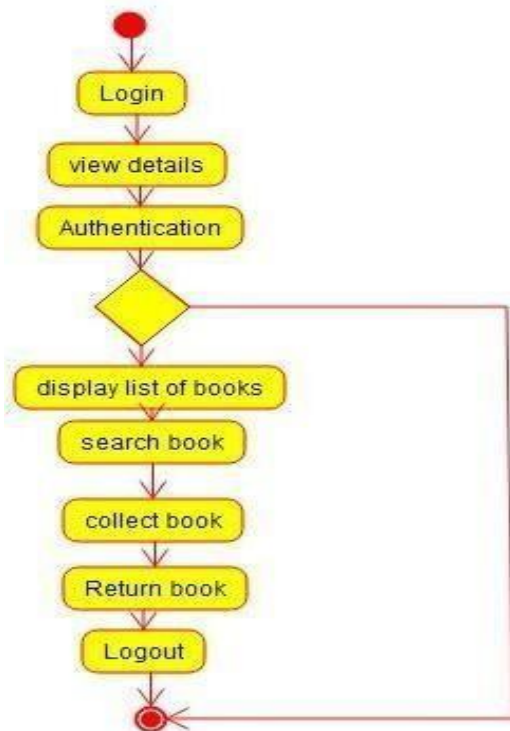 Login
view details
Authentication
display list of books
search book
collect book
Return book
Logout